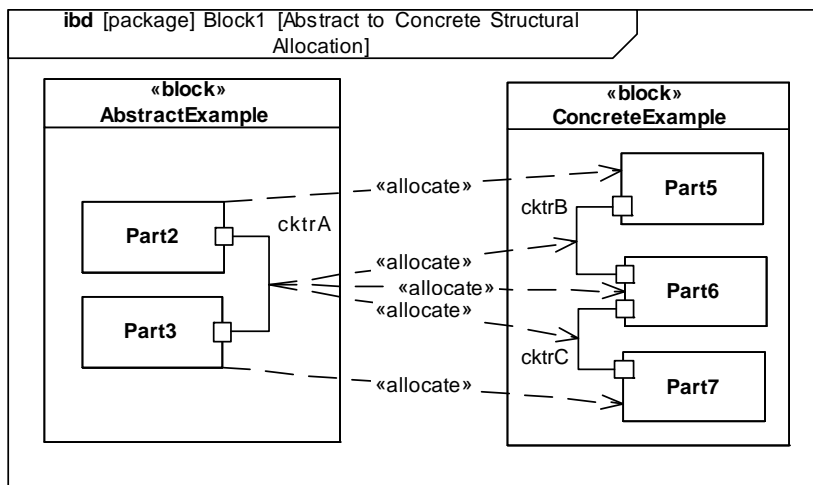 ibd [package] Block1 [Abstract to Concrete Structural
Allocation]
«block»
AbstractExample
Part2
Part3
cktrA
«allocate»
«allocate»
«allocate»
«allocate»
«allocate»
«block»
ConcreteExample
cktrB
cktrC
Part5
Part6
Part7